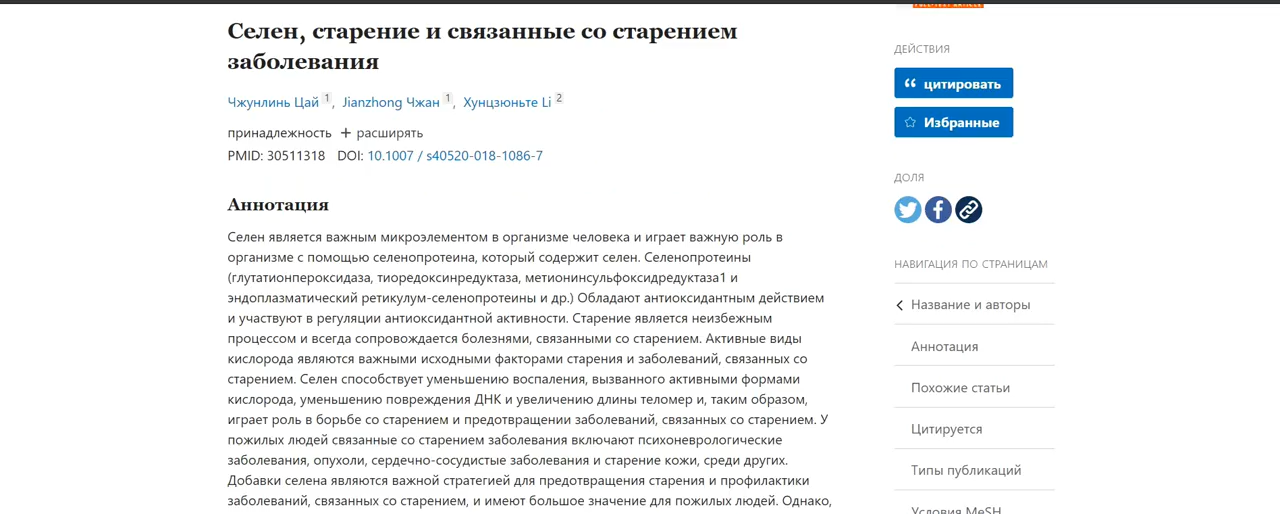 Селен, старение и связанные со старением
заболевания
Чжунлинь Цай 1, Jianzhong Чжан 1, Хунцзюньте Li 2
принадлежность + расширять
PMID: 30511318 DOI: 10.1007 / s40520-018-1086-7
Аннотация
Селен является важным микроэлементом в организме человека и играет важную роль в
организме с помощью селенопротеина, который содержит селен. Селенопротеины
(глутатионпероксидаза, тиоредоксинредуктаза, метионинсульфоксидредуктаза1 и
эндоплазматический ретикулум-селенопротеины и др.) Обладают антиоксидантным действием
и участвуют в регуляции антиоксидантной активности. Старение является неизбежным
процессом и всегда сопровождается болезнями, связанными со старением. Активные виды
кислорода являются важными исходными факторами старения и заболеваний, связанных со
старением. Селен способствует уменьшению воспаления, вызванного активными формами
кислорода, уменьшению повреждения ДНК и увеличению длины теломер и, таким образом,
играет роль в борьбе со старением и предотвращении заболеваний, связанных со старением. У
пожилых людей связанные со старением заболевания включают психоневрологические
заболевания, опухоли, сердечно-сосудистые заболевания и старение кожи, среди других.
Добавки селена являются важной стратегией для предотвращения старения и профилактики
заболеваний, связанных со старением, и имеют большое значение для пожилых людей. Однако,
ДЕЙСТВИЯ
цитировать
Избранные
ДОЛЯ
НАВИГАЦИЯ ПО СТРАНИЦАМ
Название и авторы
Аннотация
Похожие статьи
Цитируется
Типы публикаций
Условия MeSH